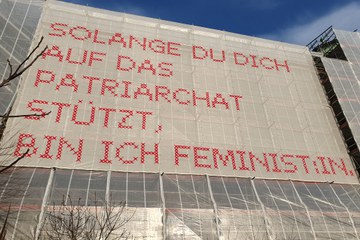 SOLANGE DU DICH
AUF DAS
PATRIARCHAT
STÜTZT,
BIN ICH FEMINIST:IN.